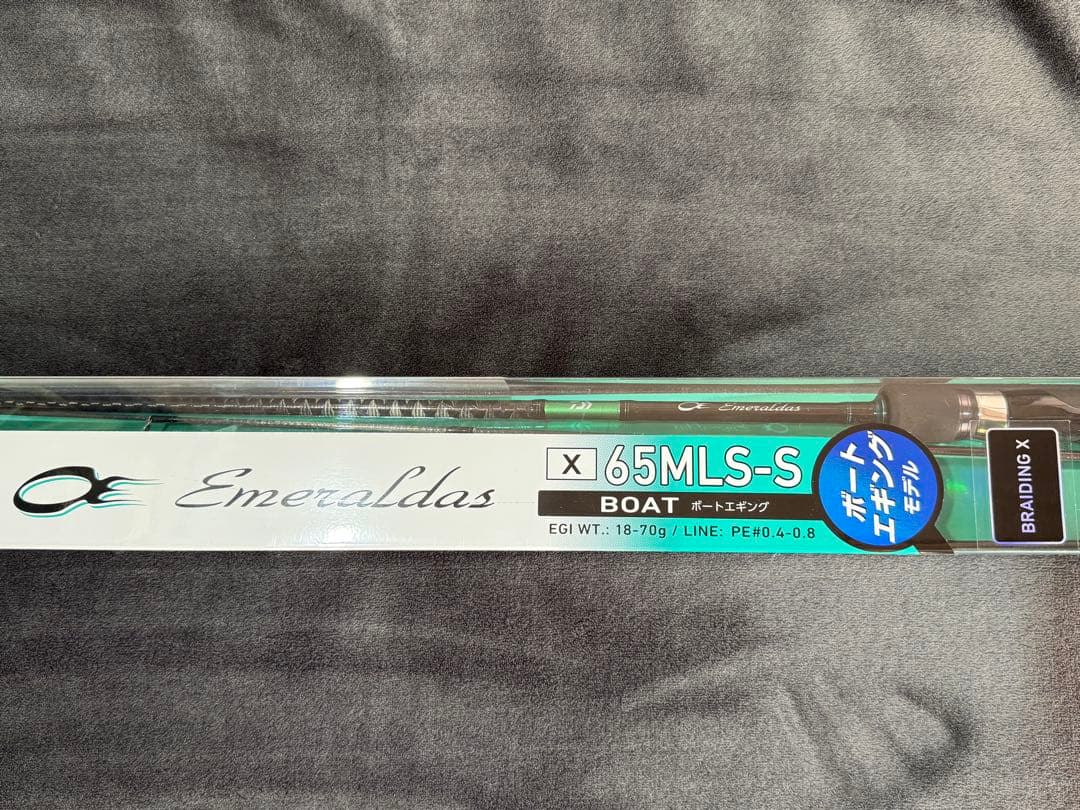 Emeraldas
Emeraldas
X 65MLS-S
BOAT ボートエギング
EGI WT.: 18-70g / LINE: PE#0.4-0.8
ボート
エギング
モデル
BRAIDING X